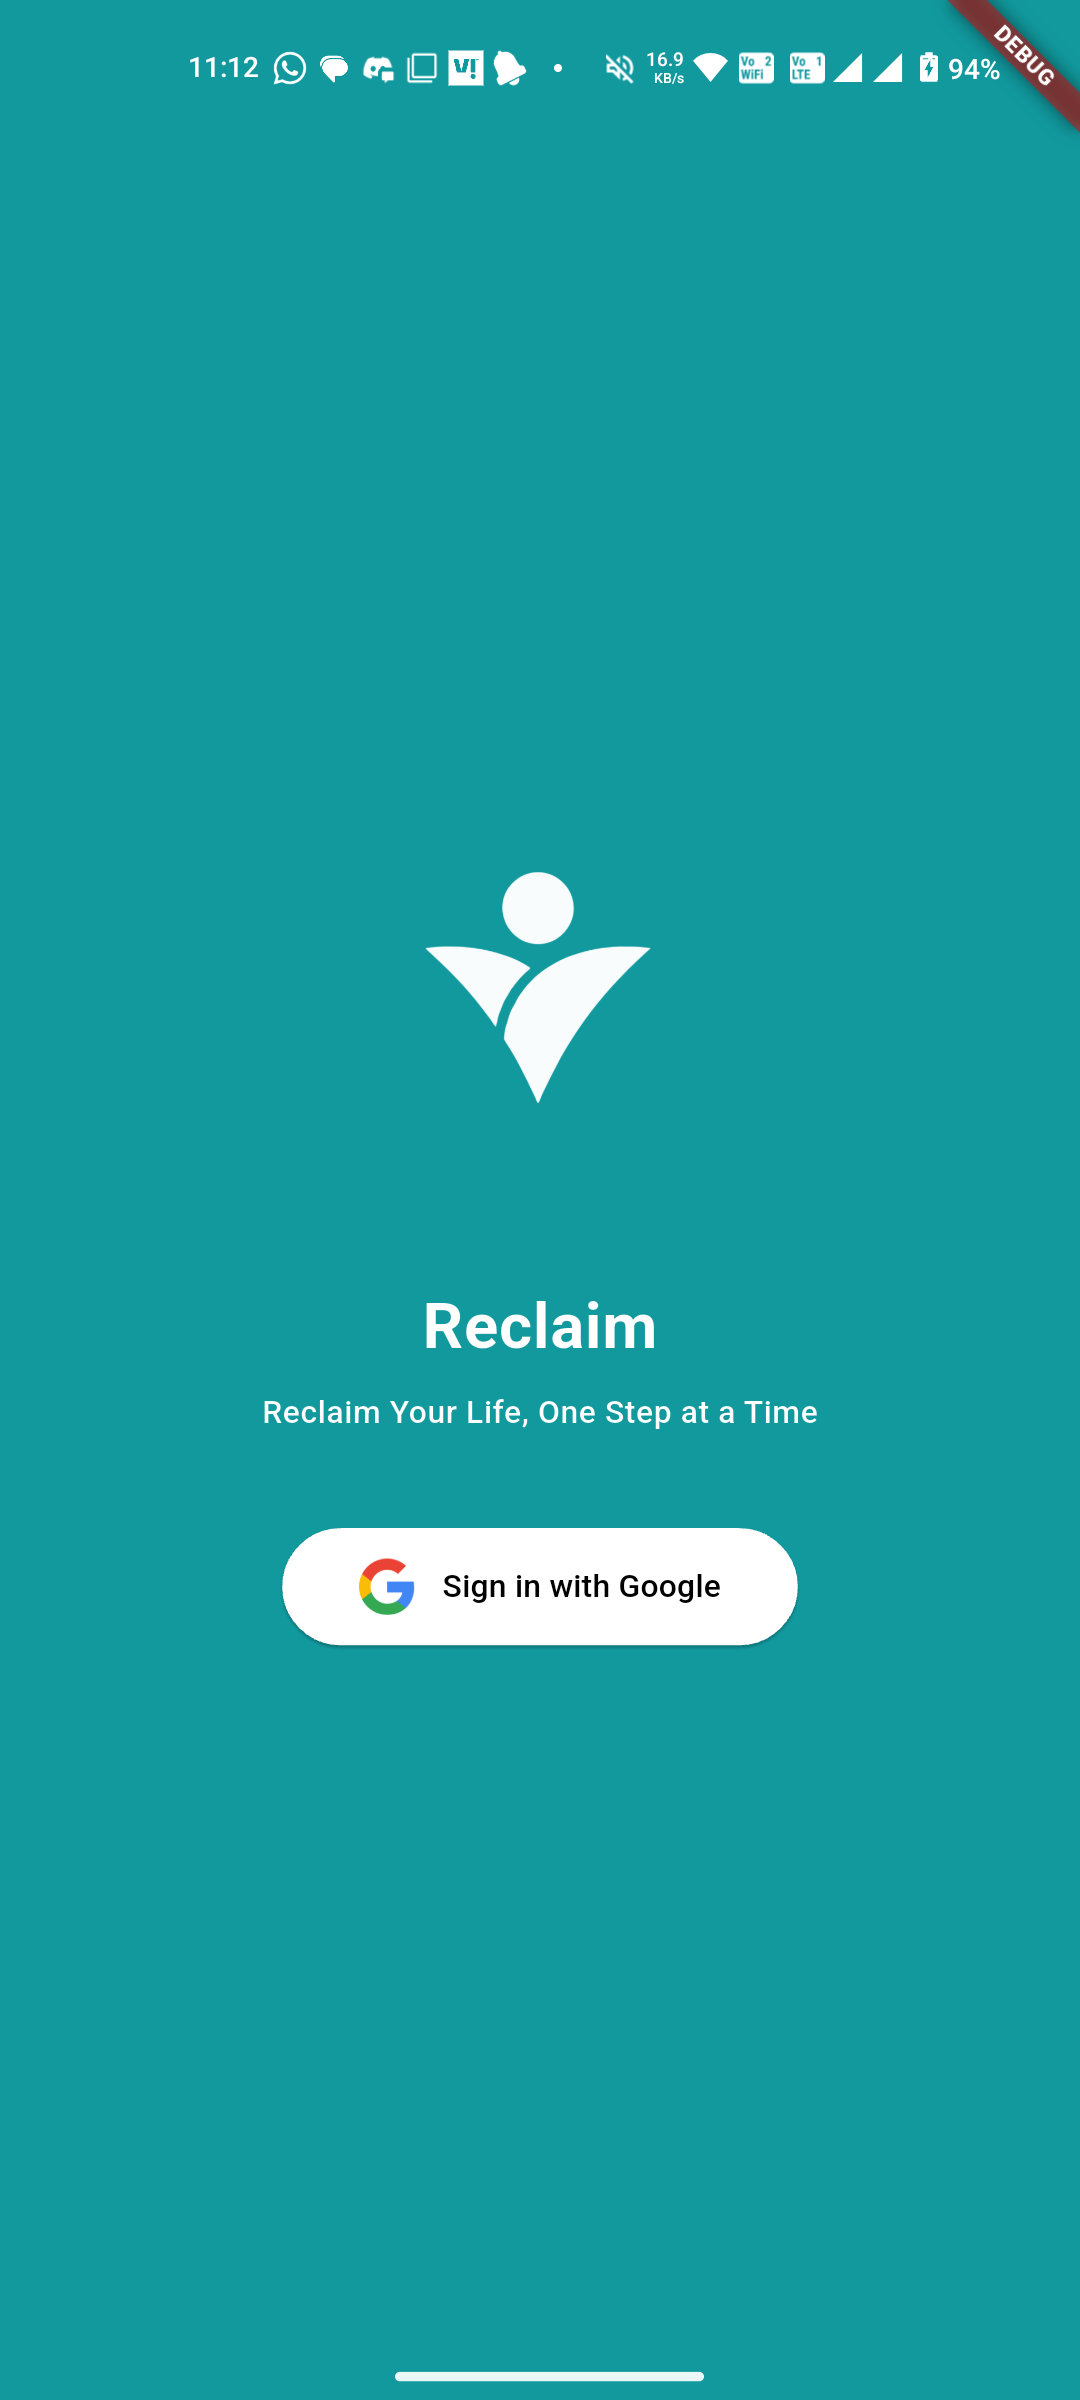 11:12 VI 16.9 KB/s Vo 2 WiFi Vo 1 LTE 94% DEBUG
Reclaim
Reclaim Your Life, One Step at a Time
Sign in with Google